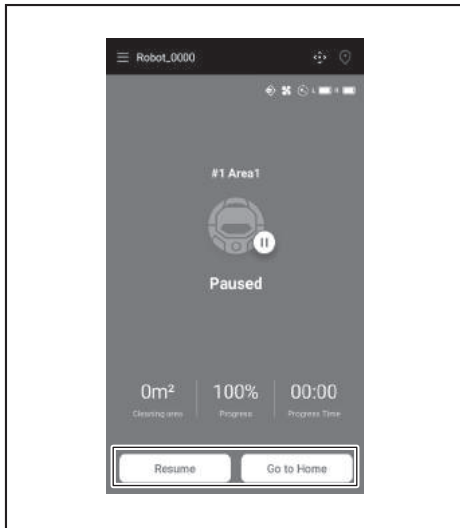 Robot_0000
L R
#1 Area1
Paused
0m² 100% 00:00
Cleaning area Progress Progress Time
Resume Go to Home